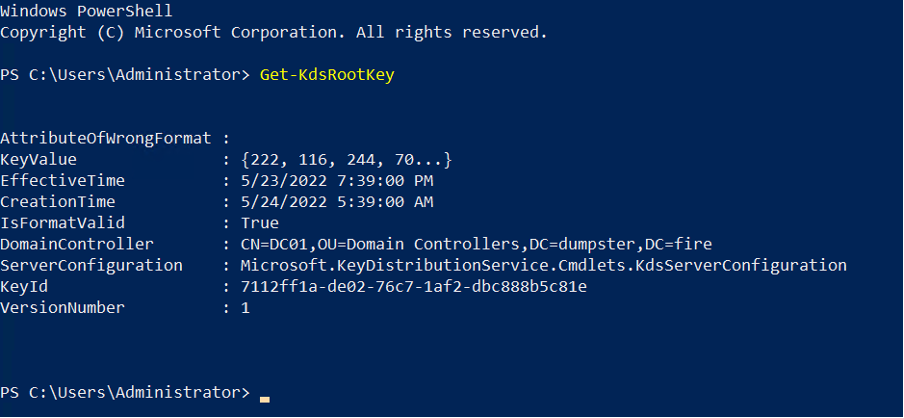 Windows PowerShell
Copyright (C) Microsoft Corporation. All rights reserved.
PS C:\Users\Administrator> Get-KdsRootKey
AttributeOfWrongFormat :
KeyValue : {222, 116, 244, 70...}
EffectiveTime : 5/23/2022 7:39:00 PM
CreationTime : 5/24/2022 5:39:00 AM
IsFormatValid : True
DomainController : CN=DC01,OU=Domain Controllers,DC=dumpster,DC=fire
ServerConfiguration : Microsoft.KeyDistributionService.Cmdlets.KdsServerConfiguration
KeyId : 7112ff1a-de02-76c7-1af2-dbc888b5c81e
VersionNumber : 1
PS C:\Users\Administrator>